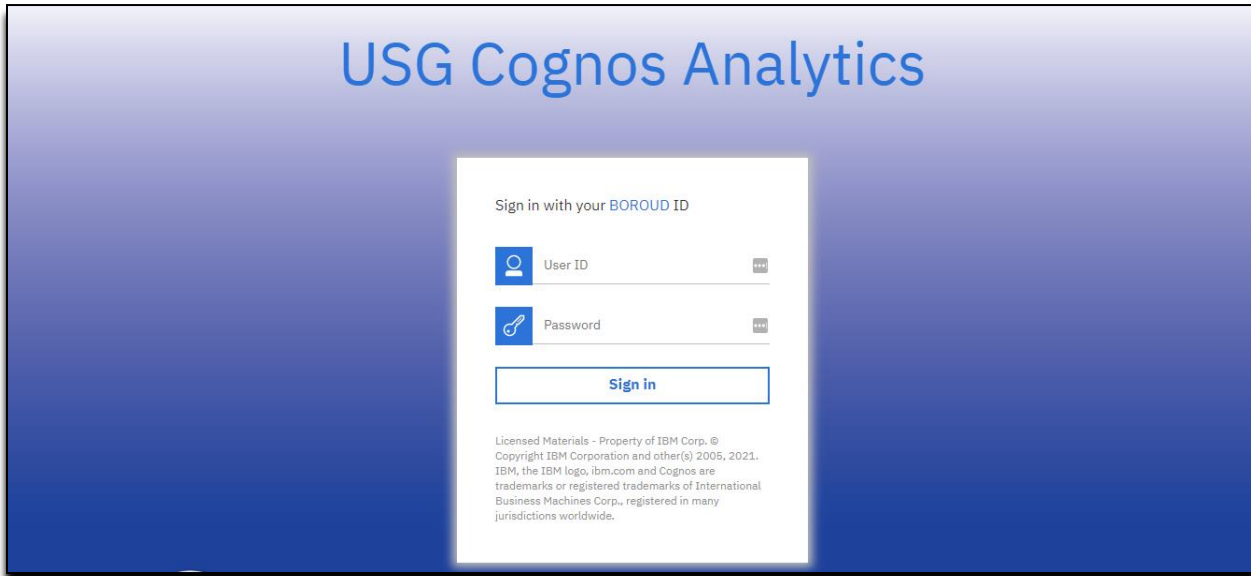 USG Cognos Analytics
Sign in with your BOROUD ID
User ID
Password
Sign in
Licensed Materials - Property of IBM Corp. ©
Copyright IBM Corporation and other(s) 2005, 2021.
IBM, the IBM logo, ibm.com and Cognos are
trademarks or registered trademarks of International
Business Machines Corp., registered in many
jurisdictions worldwide.